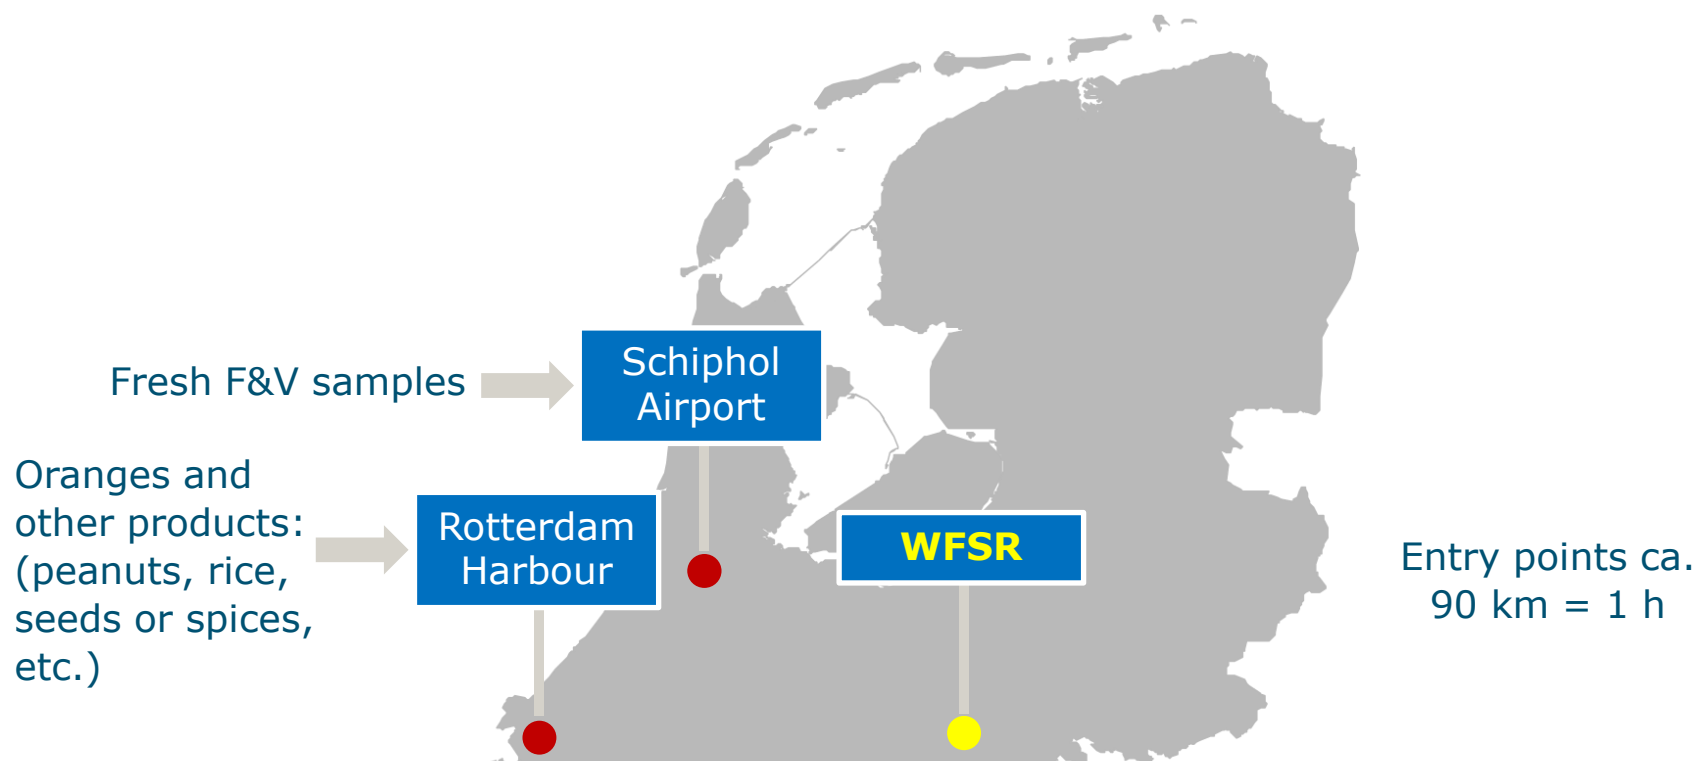 Fresh F&V samples
Schiphol
Airport
Oranges and
other products:
(peanuts, rice,
seeds or spices,
etc.)
Rotterdam
Harbour
WFSR
Entry points ca.
90 km = 1 h